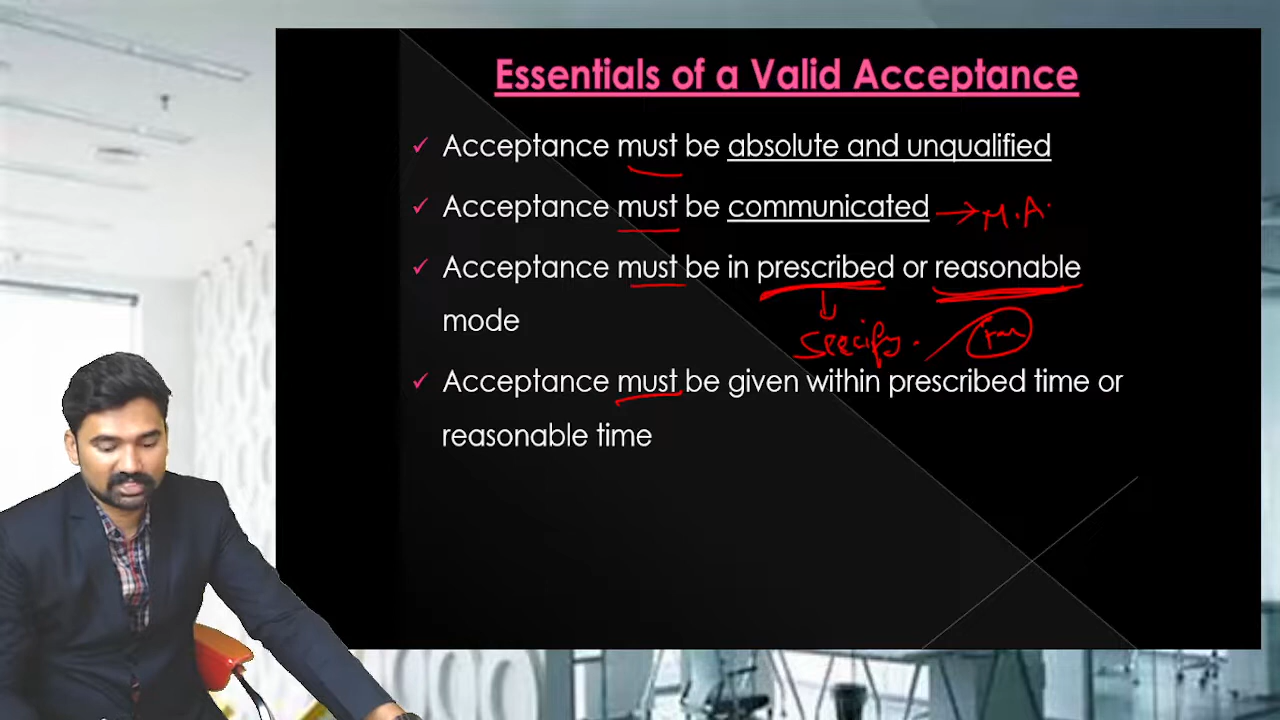 Essentials of a Valid Acceptance
✓ Acceptance must be absolute and unqualified
✓ Acceptance must be communicated → M.A.
✓ Acceptance must be in prescribed or reasonable
mode
specify.
✓ Acceptance must be given within prescribed time or
reasonable time